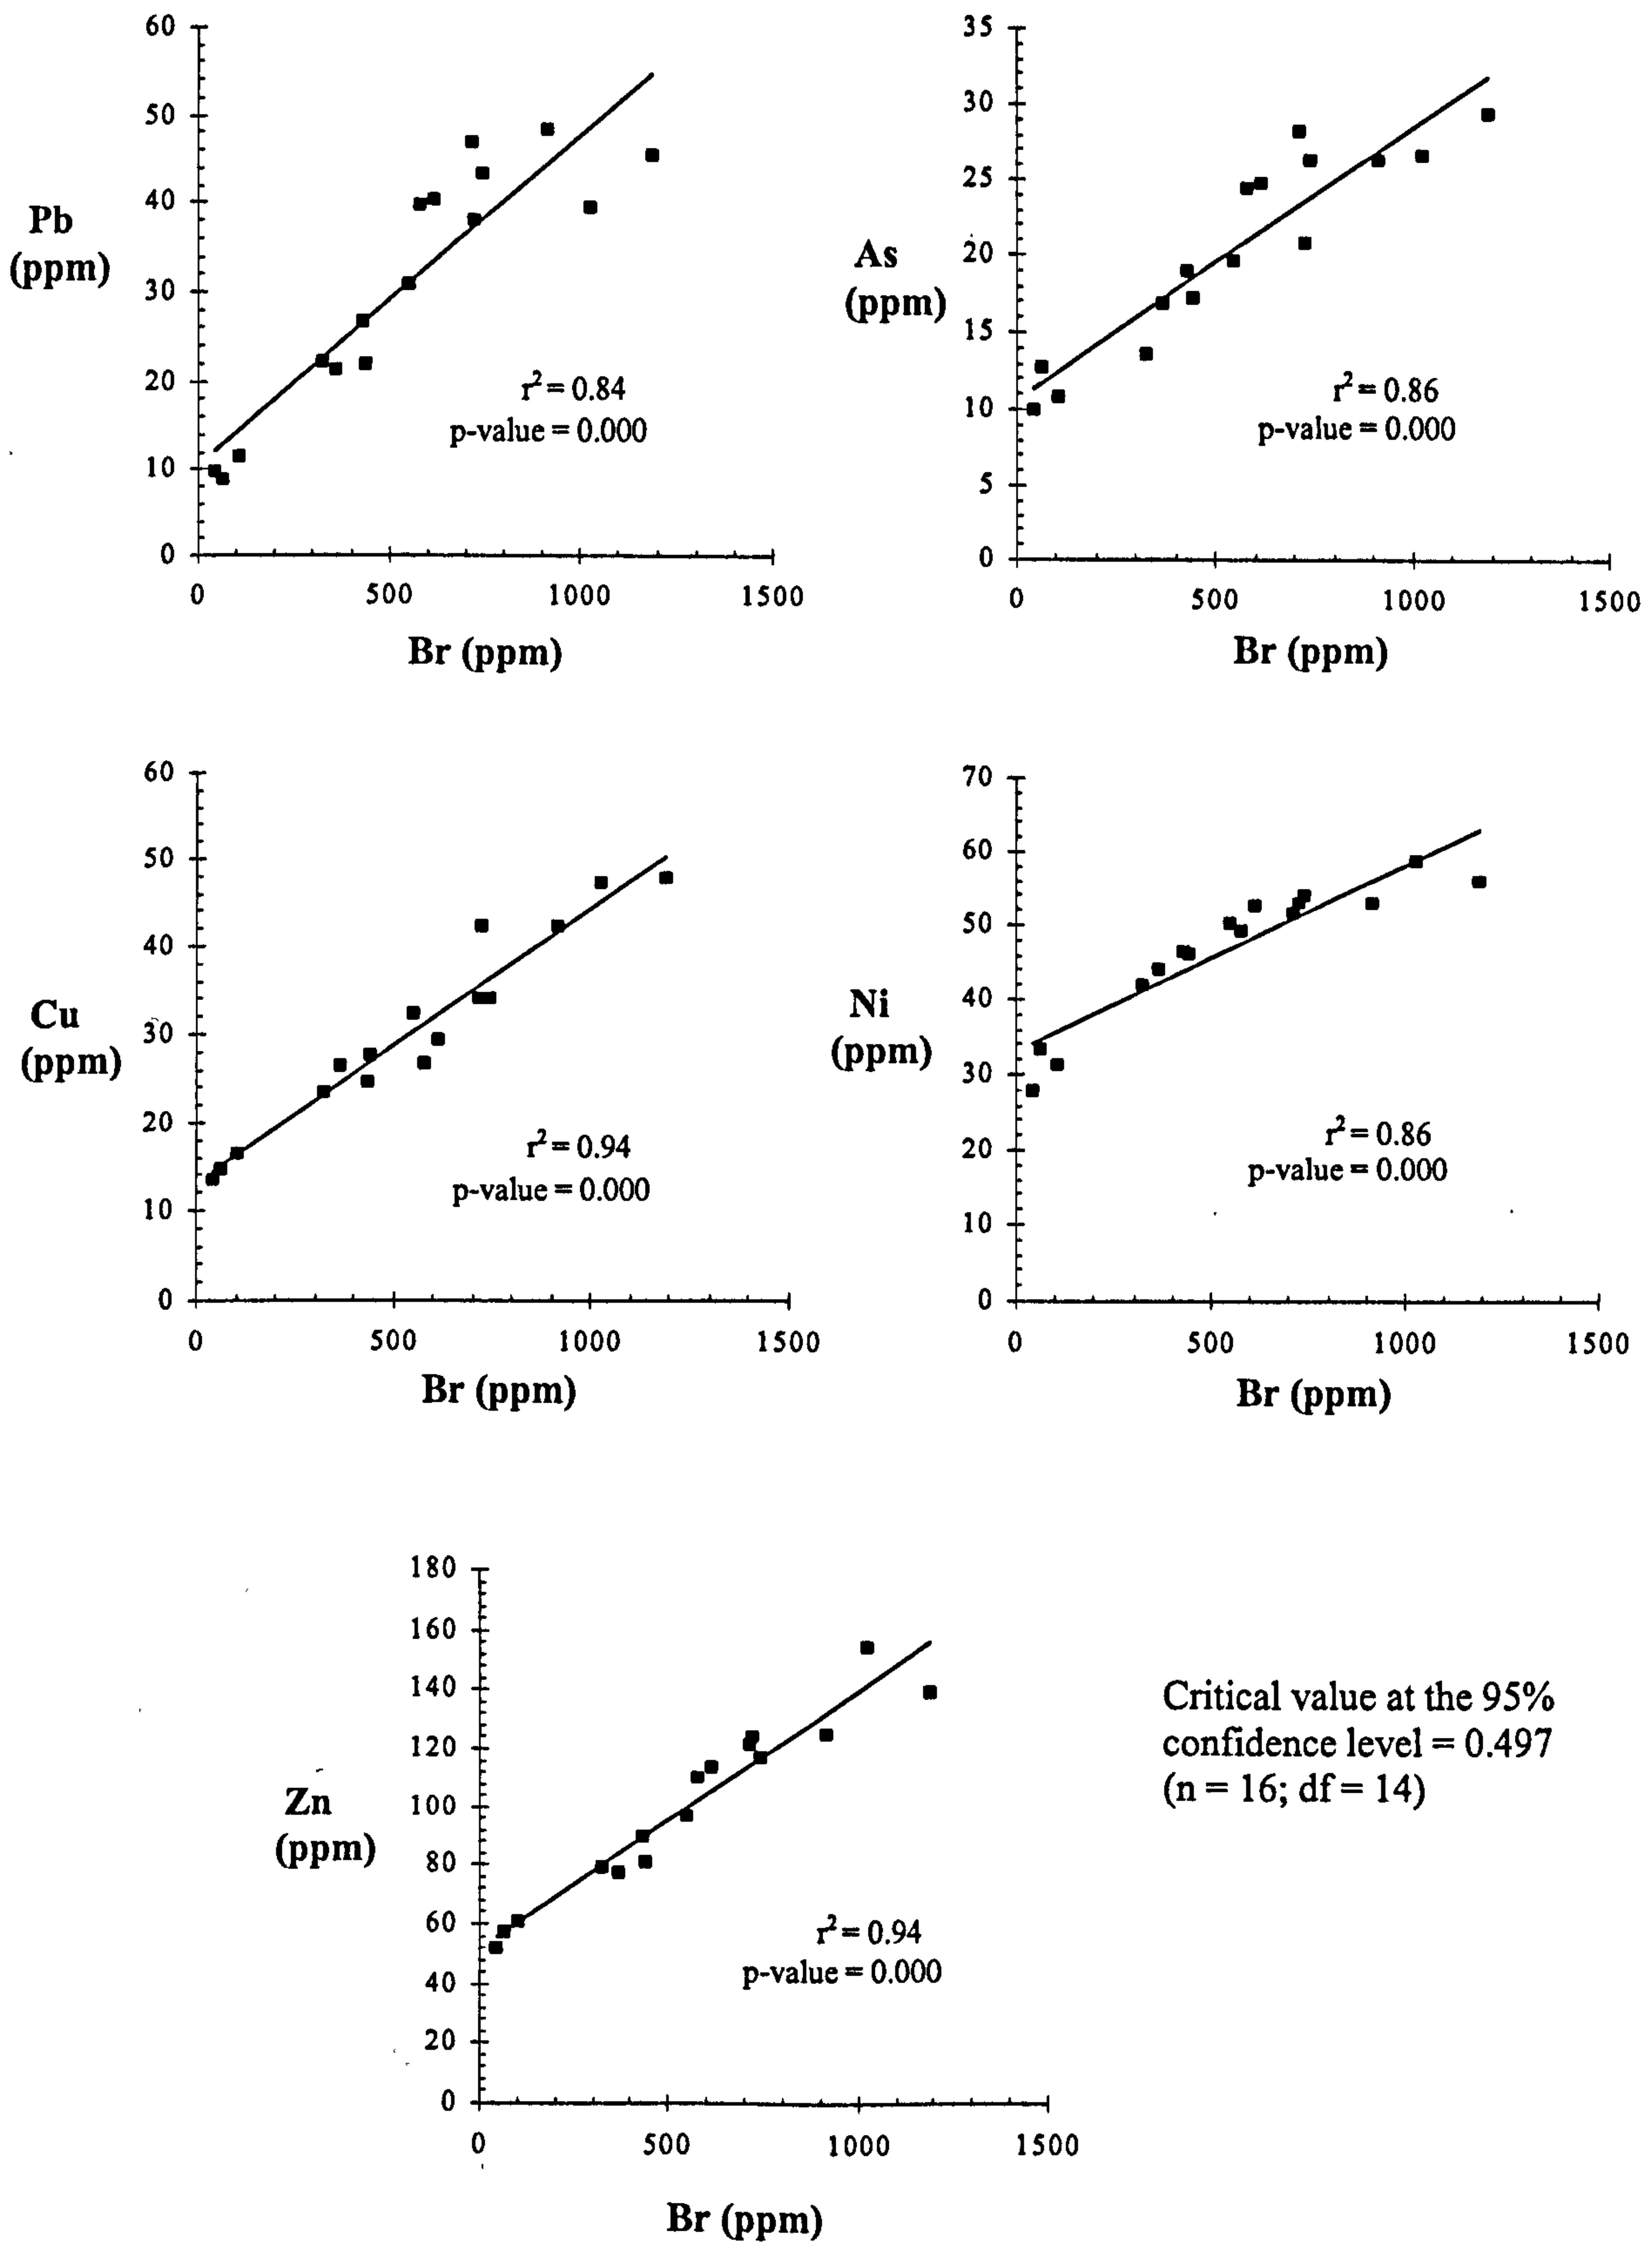 60
50
40
30
20
10
0
Pb
(ppm)
r² = 0.84
p-value = 0.000
0 500 1000 1500
Br (ppm)
35
30
25
20
15
10
5
0
As
(ppm)
r² = 0.86
p-value = 0.000
0 500 1000 1500
Br (ppm)
60
50
40
30
20
10
0
Cu
(ppm)
r² = 0.94
p-value = 0.000
0 500 1000 1500
Br (ppm)
70
60
50
40
30
20
10
0
Ni
(ppm)
r² = 0.86
p-value = 0.000
0 500 1000 1500
Br (ppm)
180
160
140
120
100
80
60
40
20
0
Zn
(ppm)
r² = 0.94
p-value = 0.000
0 500 1000 1500
Br (ppm)
Critical value at the 95%
confidence level = 0.497
(n = 16; df = 14)